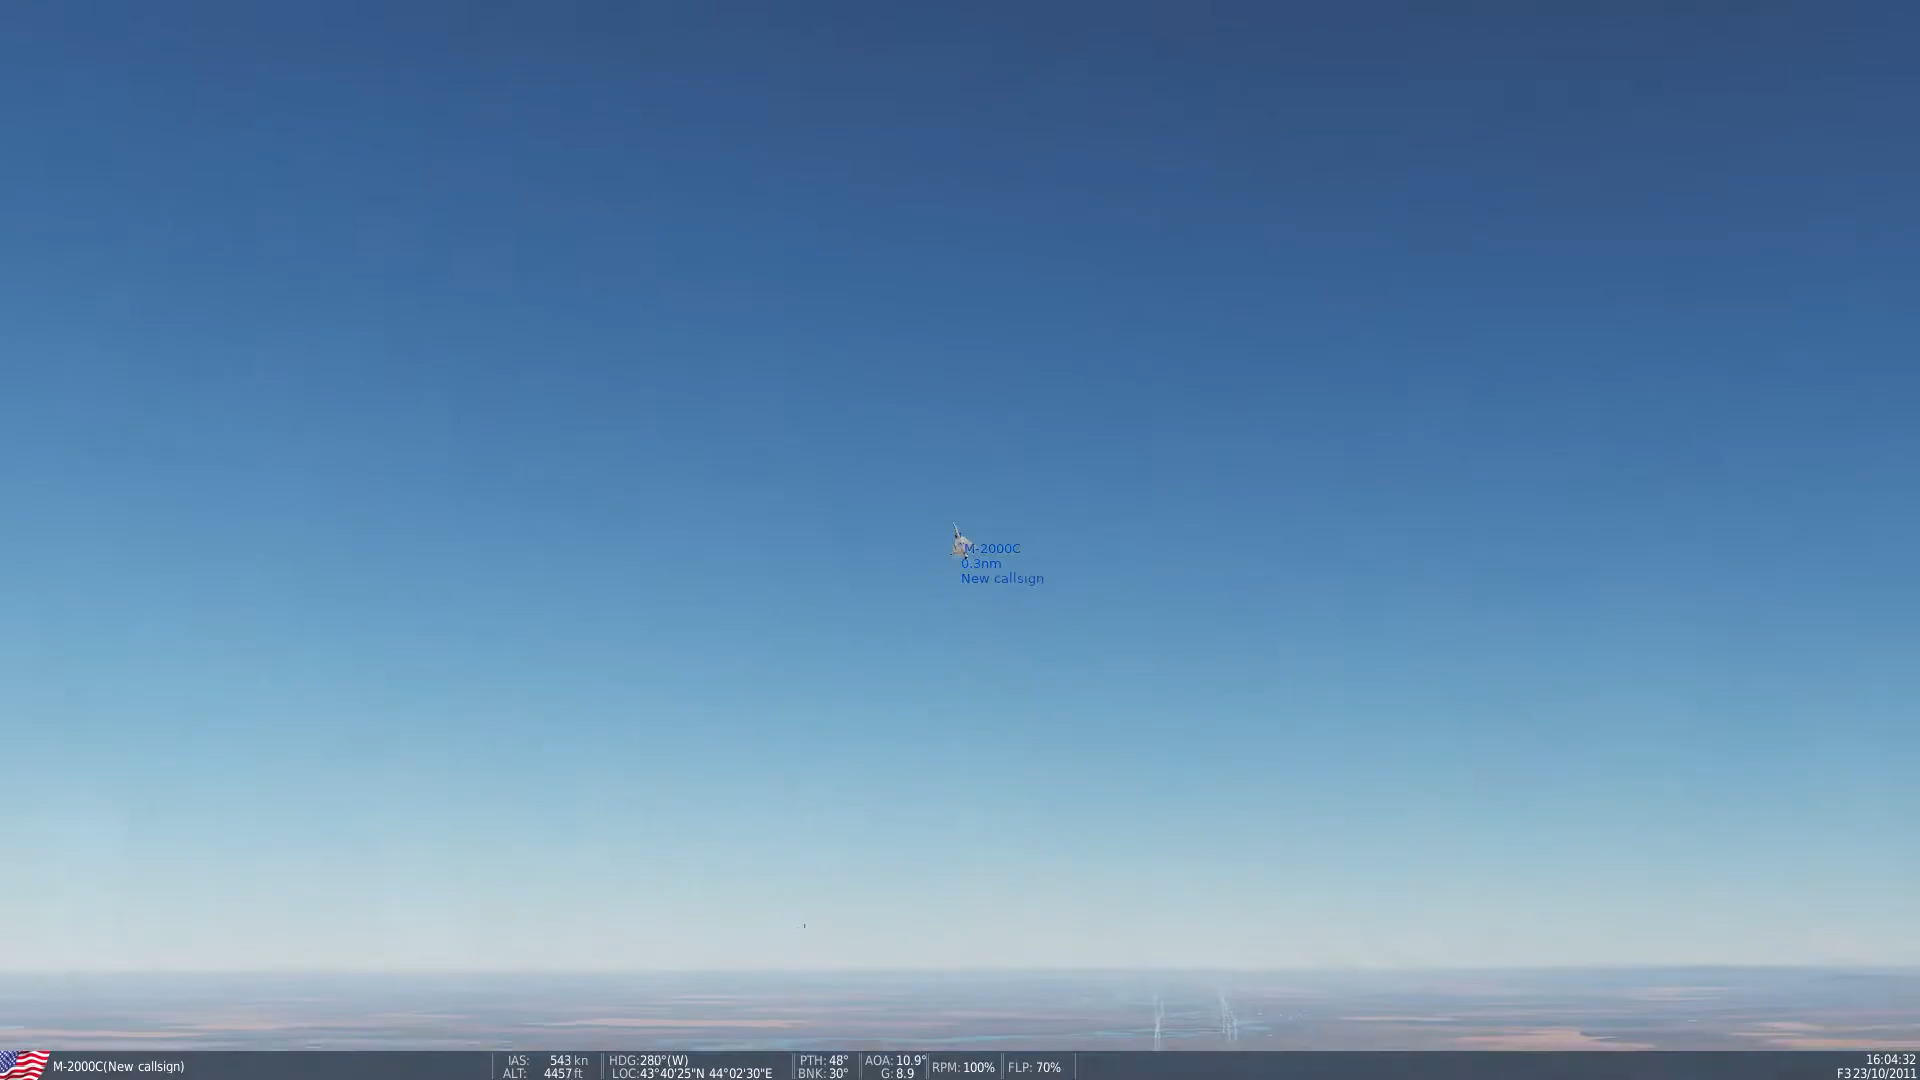 M-2000C
0.3nm
New callsign
M-2000C(New callsign)
IAS: 543 kn
ALT: 4457 ft
HDG:280°(W)
LOC:43°40'25"N 44°02'30"E
PTH: 48°
BNK: 30°
AOA: 10.9°
G: 8.9
RPM: 100%
FLP: 70%
16:04:32
F3 23/10/2011